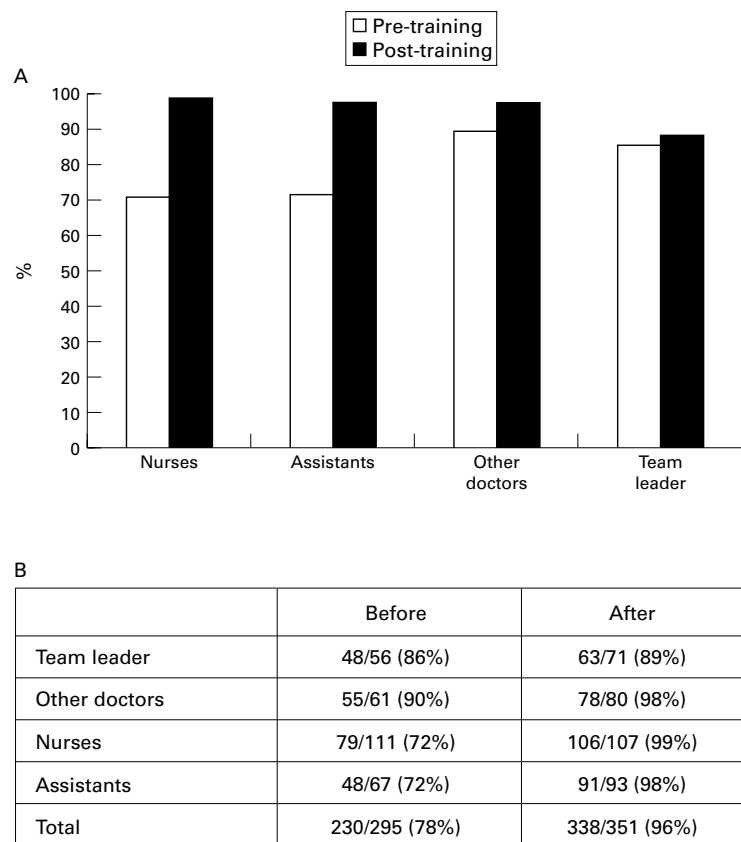 Pre-training
Post-training
A
100
90
80
70
60
50
40
30
20
10
0
%
Nurses Assistants Other doctors Team leader
B
Before After
Team leader 48/56 (86%) 63/71 (89%)
Other doctors 55/61 (90%) 78/80 (98%)
Nurses 79/111 (72%) 106/107 (99%)
Assistants 48/67 (72%) 91/93 (98%)
Total 230/295 (78%) 338/351 (96%)